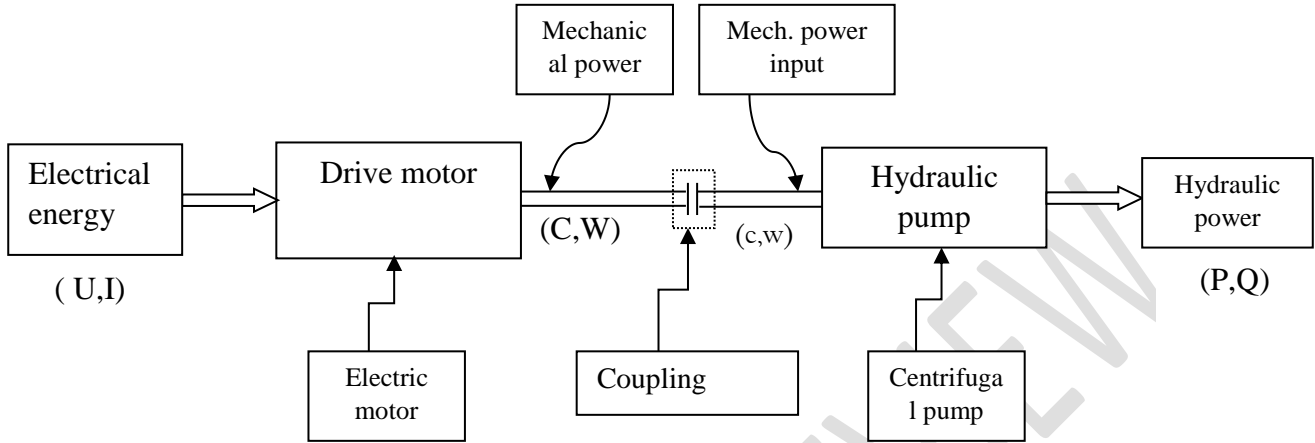 Mechanic
al power
Mech. power
input
Electrical
energy
Drive motor
Hydraulic
pump
Hydraulic
power
(C,W)
(c,w)
( U,I)
(P,Q)
Electric
motor
Coupling
Centrifuga
l pump